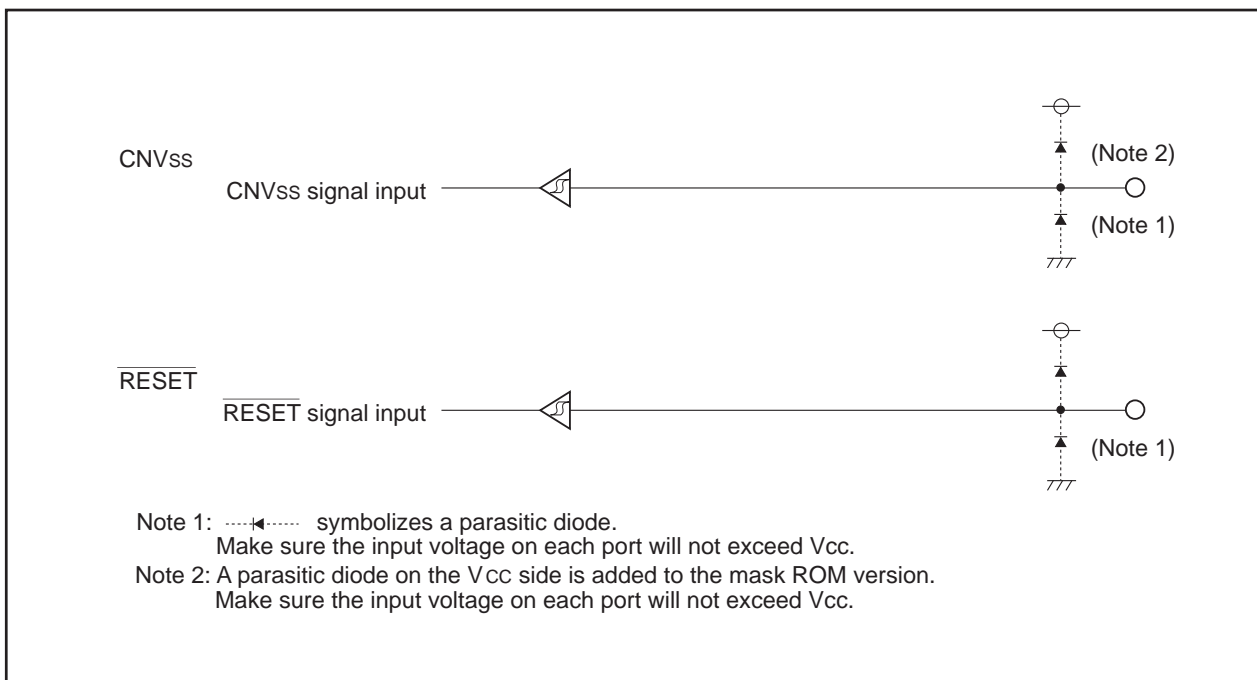 (Note 2)
CNVss
CNVss signal input
(Note 1)
RESET
RESET signal input
(Note 1)
Note 1: symbolizes a parasitic diode.
Make sure the input voltage on each port will not exceed Vcc.
Note 2: A parasitic diode on the VCC side is added to the mask ROM version.
Make sure the input voltage on each port will not exceed Vcc.